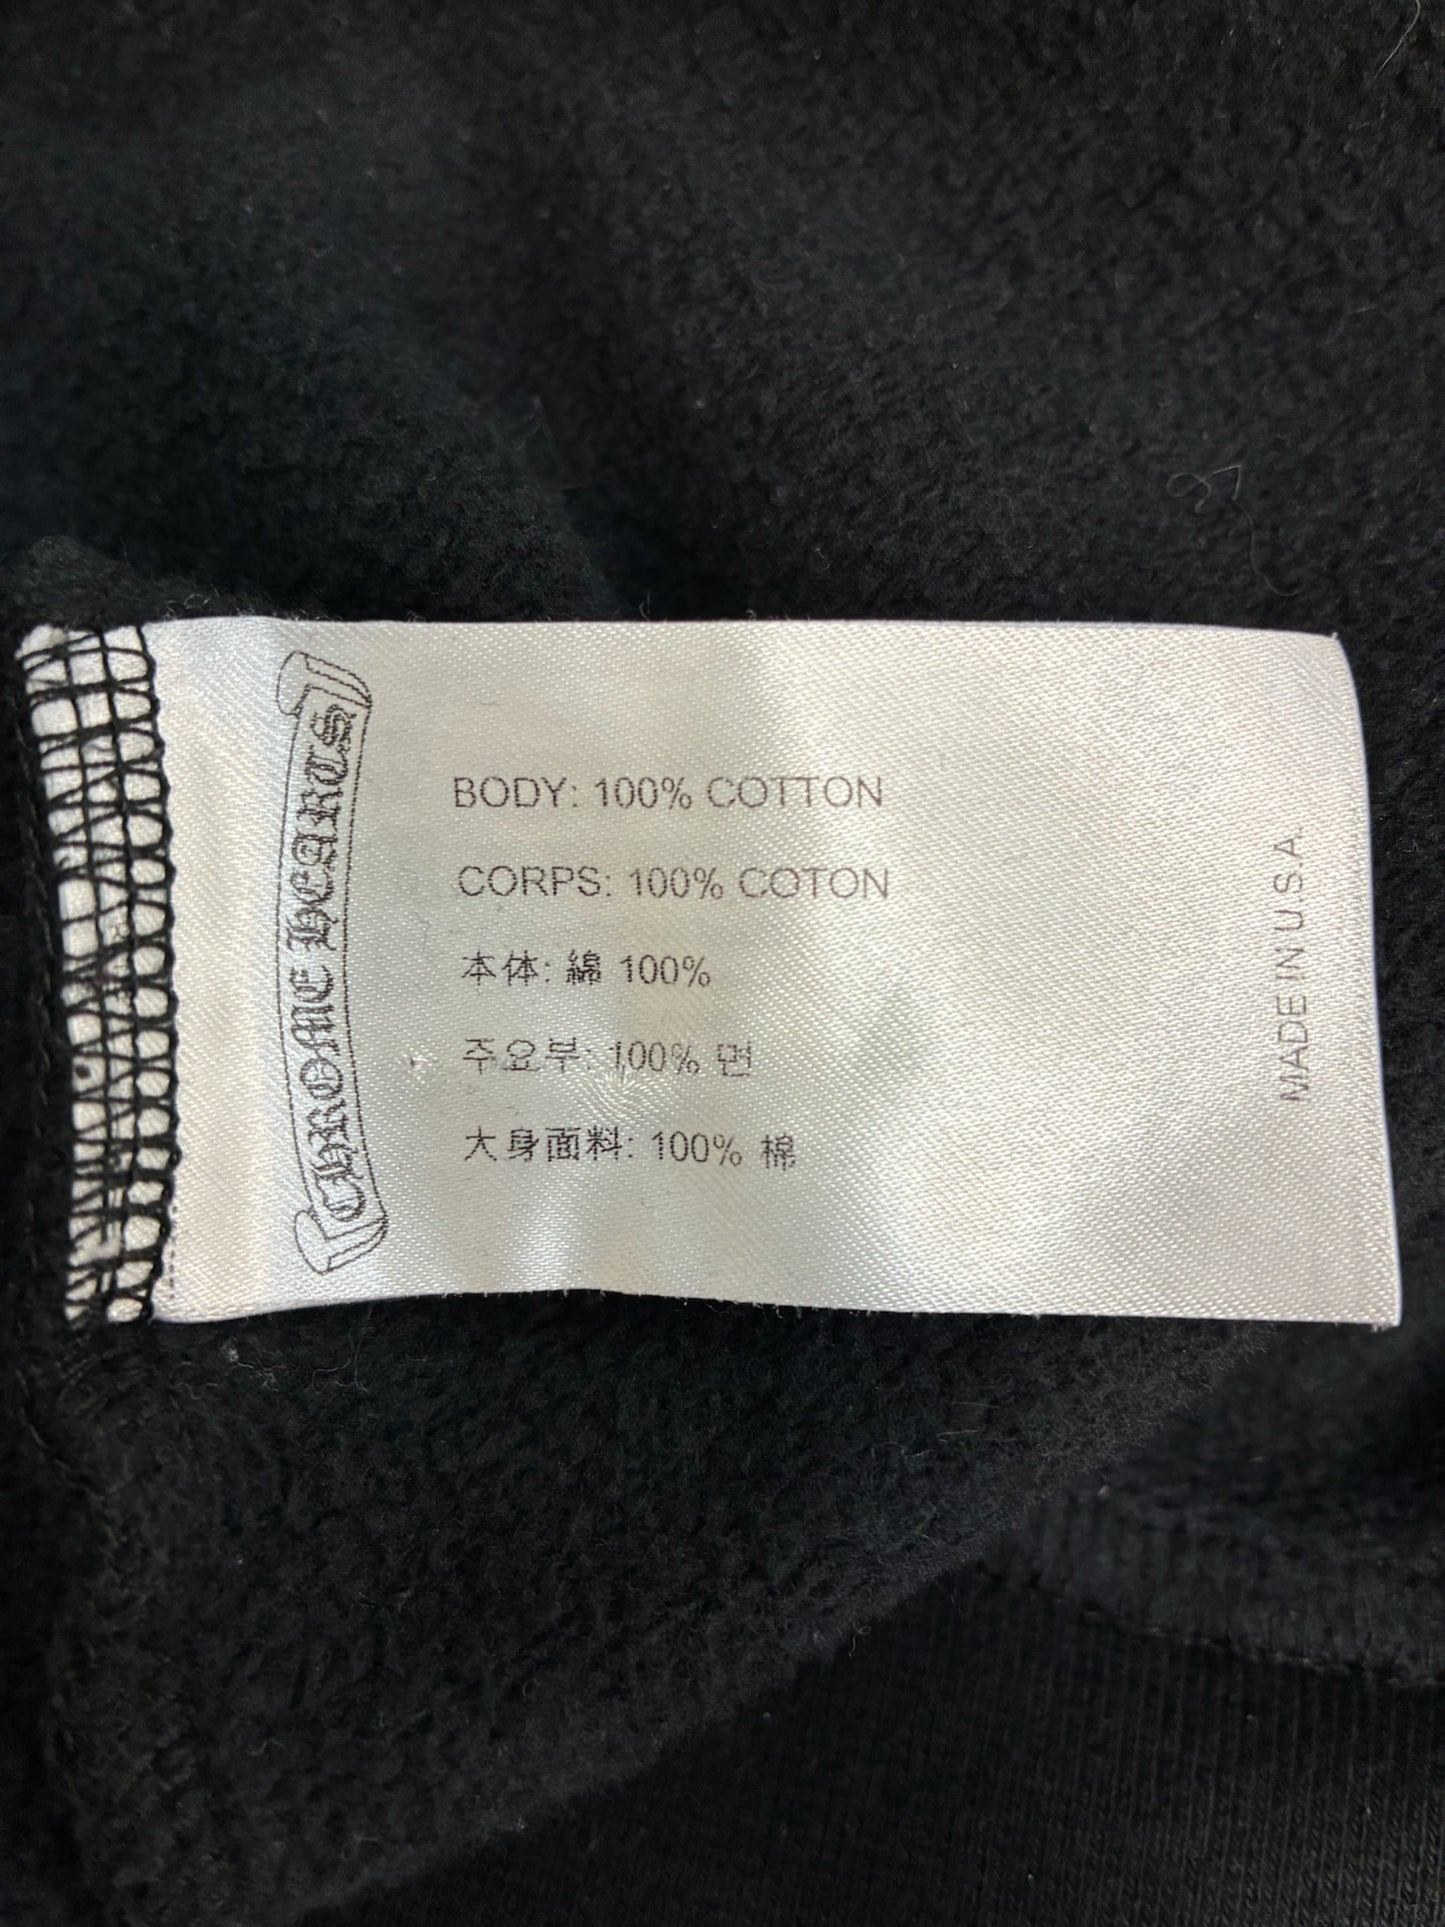 CHROME HEARTS
BODY: 100% COTTON
CORPS: 100% COTON
本体: 綿 100%
주요부: 100% 면
大身面料: 100% 棉
MADE IN U.S.A.